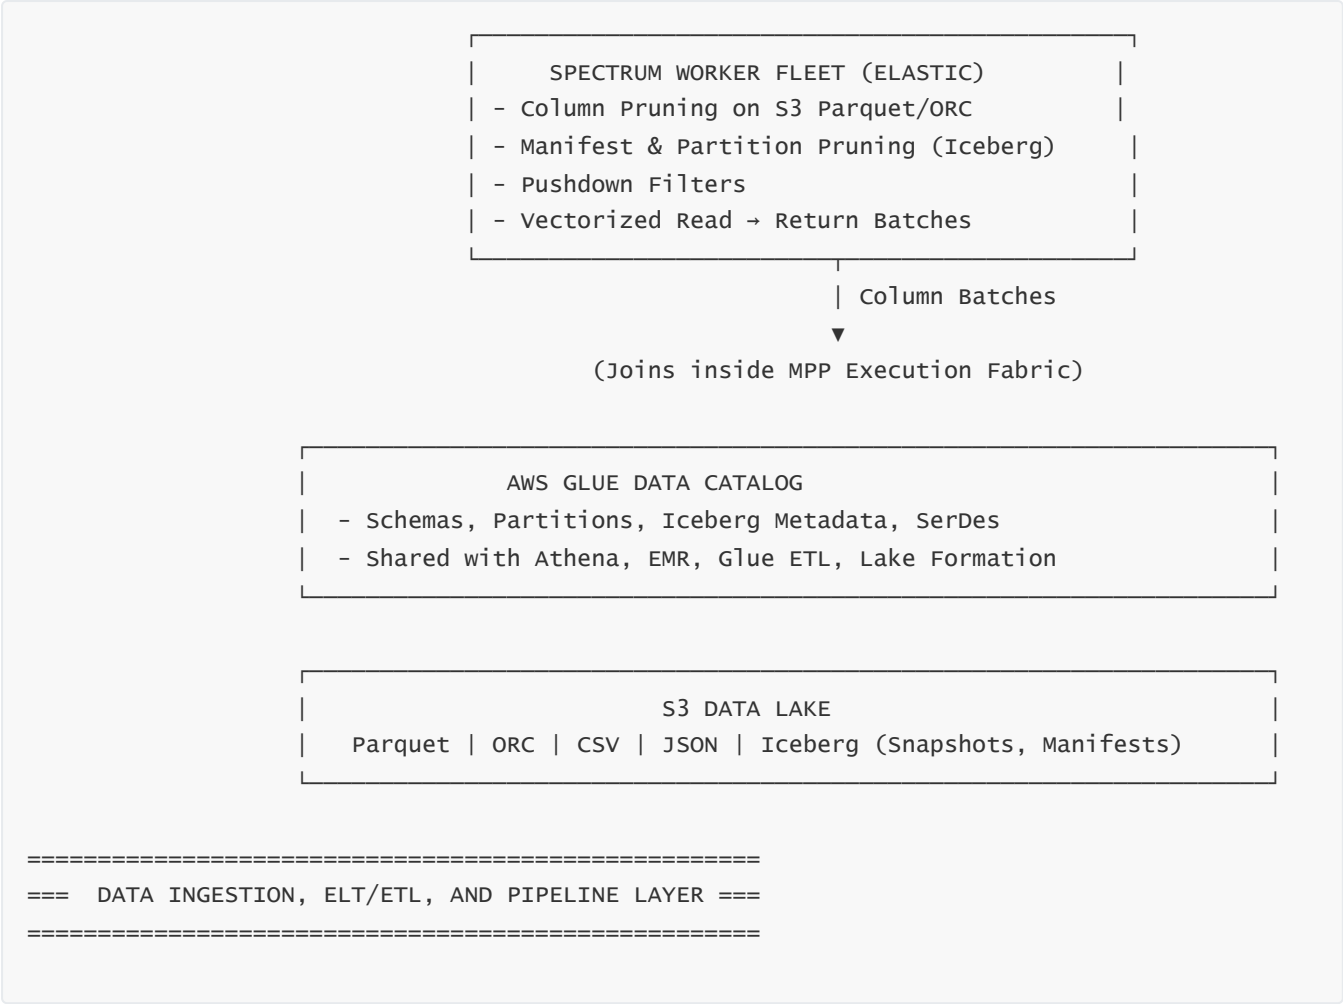 SPECTRUM WORKER FLEET (ELASTIC)
- Column Pruning on S3 Parquet/ORC
- Manifest & Partition Pruning (Iceberg)
- Pushdown Filters
- Vectorized Read → Return Batches
Column Batches
▼
(Joins inside MPP Execution Fabric)
AWS GLUE DATA CATALOG
- Schemas, Partitions, Iceberg Metadata, SerDes
- Shared with Athena, EMR, Glue ETL, Lake Formation
S3 DATA LAKE
Parquet | ORC | CSV | JSON | Iceberg (Snapshots, Manifests)
====================================================
===  DATA INGESTION, ELT/ETL, AND PIPELINE LAYER ===
====================================================